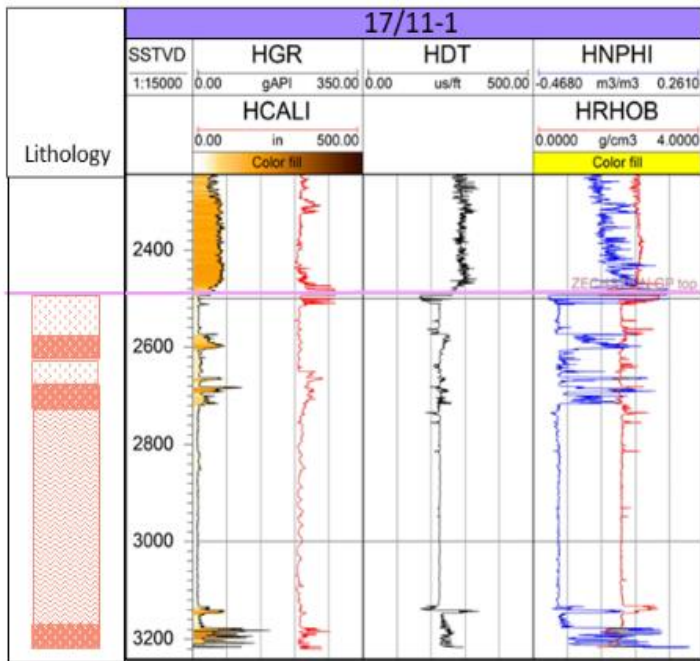 17/11-1
SSTVD HGR HDT HNPHI
1:15000 0.00 gAPI 350.00 0.00 us/ft 500.00 -0.4680 m3/m3 0.2610
HCALI HRHOB
0.00 in 500.00 0.0000 g/cm3 4.0000
Lithology Color fill Color fill
2400
GP top
2600
2800
3000
3200